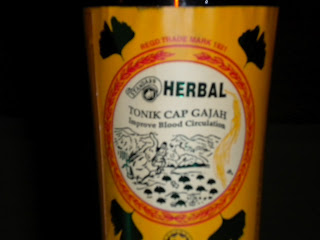 REGD TRADE MARK 1927
HERBAL
TONIK CAP GAJAH
Improve Blood Circulation